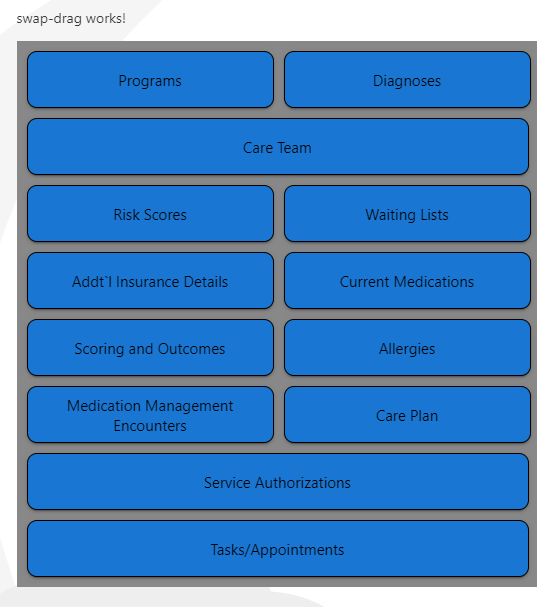 swap-drag works!
Programs
Diagnoses
Care Team
Risk Scores
Waiting Lists
Addt`l Insurance Details
Current Medications
Scoring and Outcomes
Allergies
Medication Management
Encounters
Care Plan
Service Authorizations
Tasks/Appointments